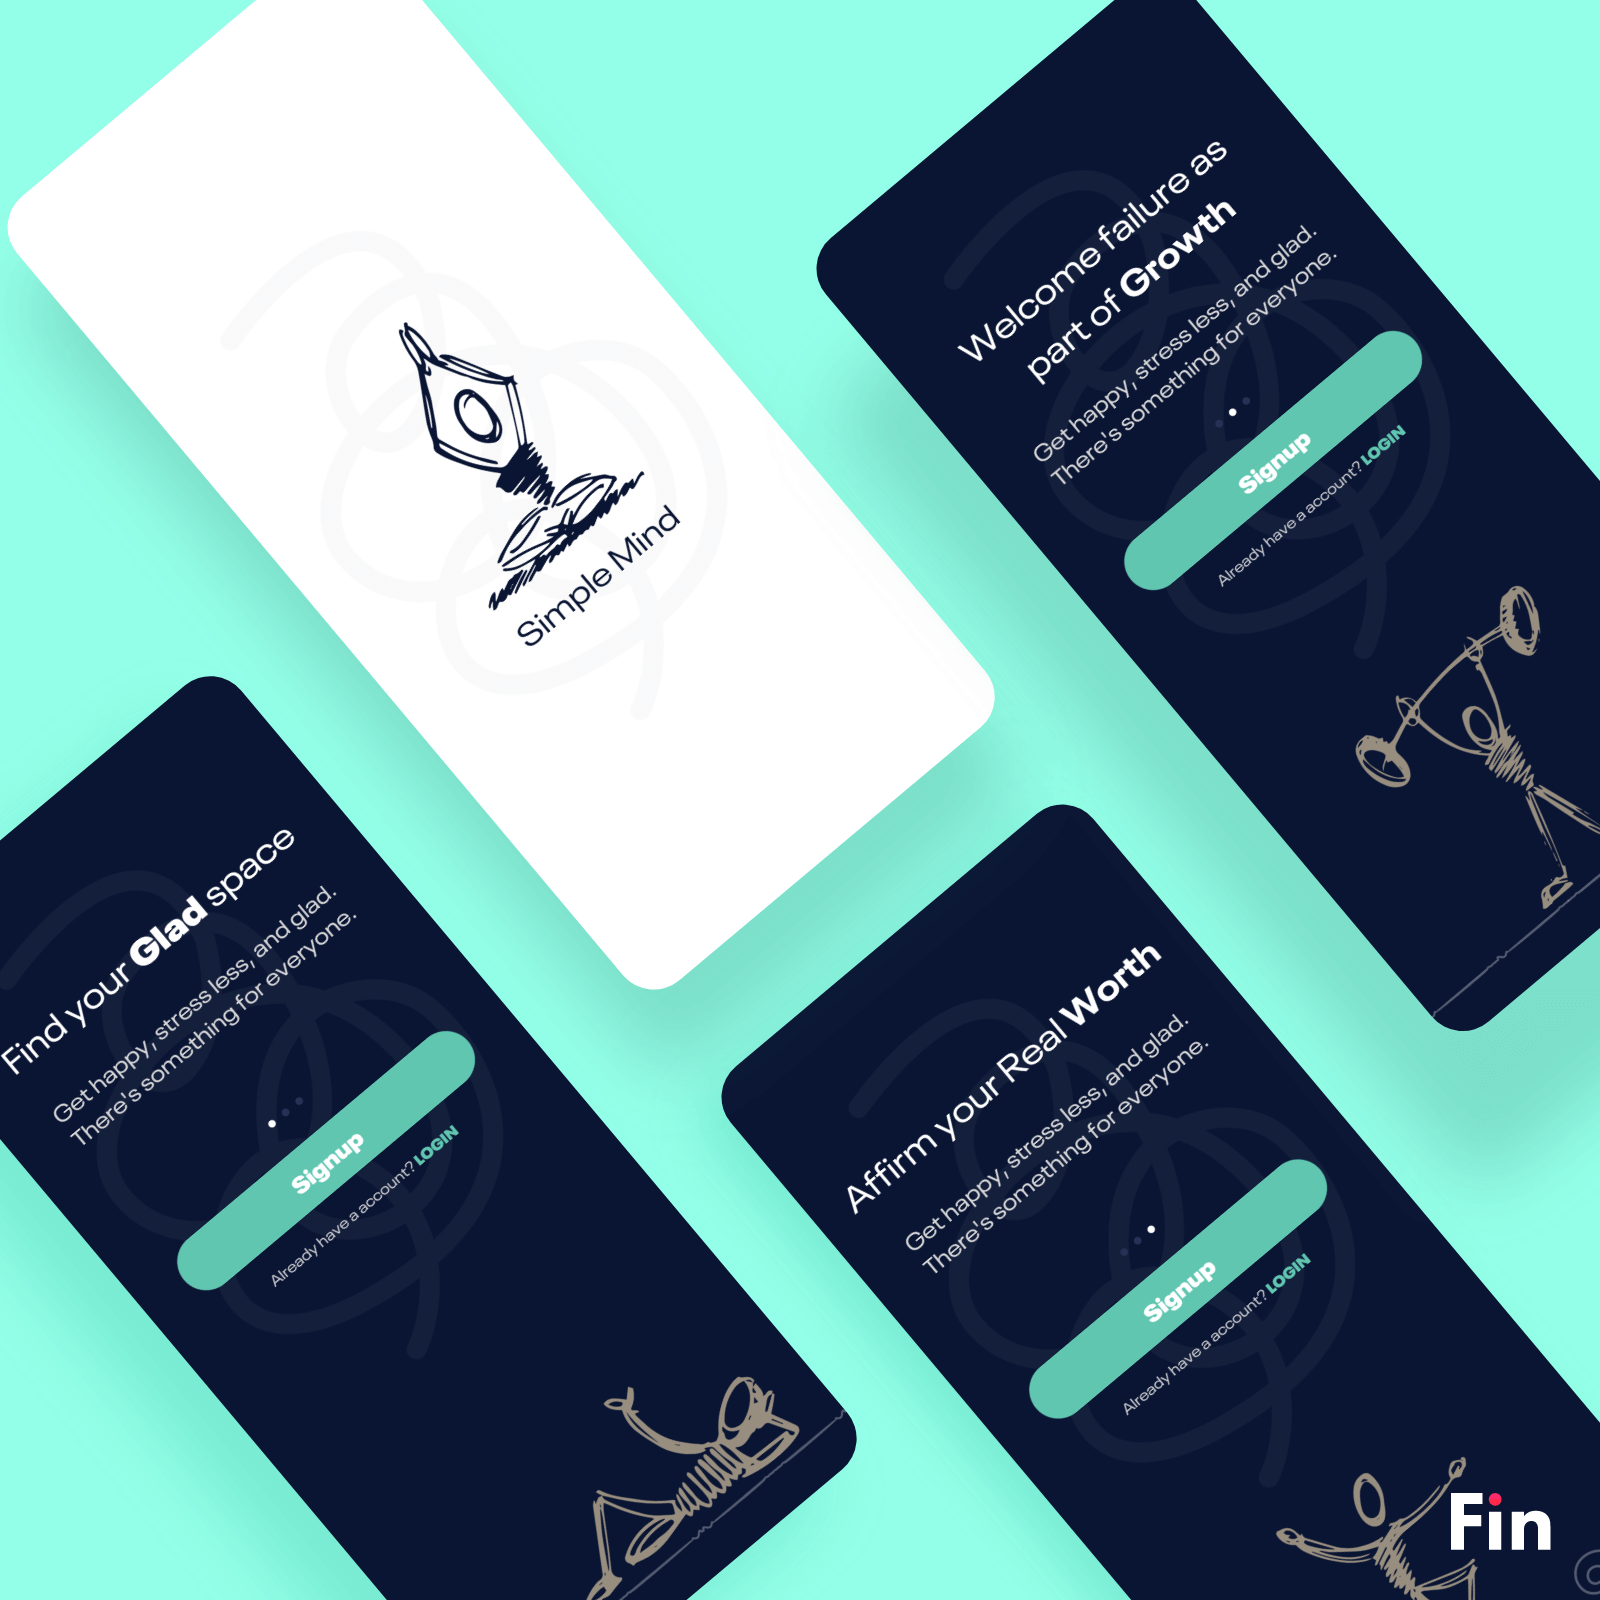 Simple Mind
Welcome failure as
part of Growth
Get happy, stress less, and glad.
There's something for everyone.
Signup
Already have a account? LOGIN
Find your Glad space
Get happy, stress less, and glad.
There's something for everyone.
Signup
Already have a account? LOGIN
Affirm your Real Worth
Get happy, stress less, and glad.
There's something for everyone.
Signup
Already have a account? LOGIN
Fin